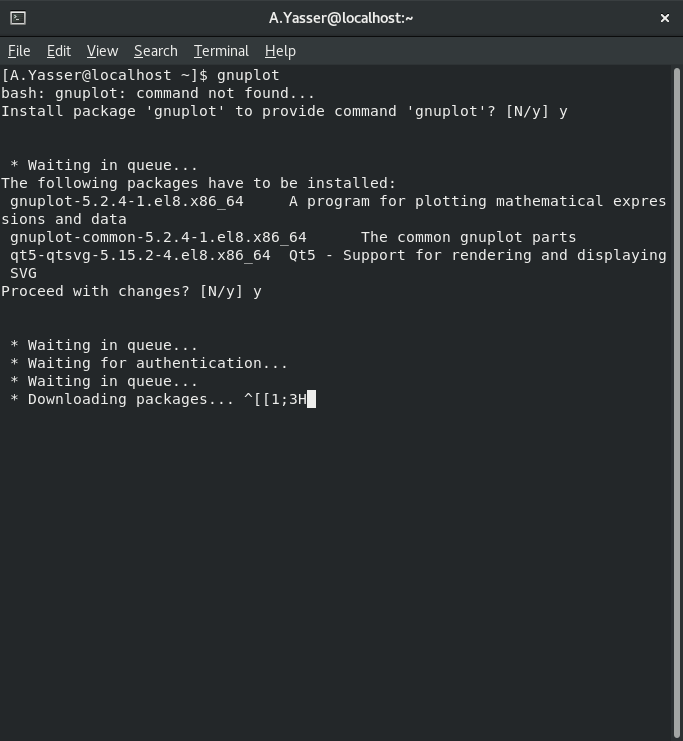 A.Yasser@localhost:~
File Edit View Search Terminal Help
[A.Yasser@localhost ~]$ gnuplot
bash: gnuplot: command not found...
Install package 'gnuplot' to provide command 'gnuplot'? [N/y] y
* Waiting in queue...
The following packages have to be installed:
gnuplot-5.2.4-1.el8.x86_64     A program for plotting mathematical expres
sions and data
gnuplot-common-5.2.4-1.el8.x86_64      The common gnuplot parts
qt5-qtsvg-5.15.2-4.el8.x86_64  Qt5 - Support for rendering and displaying
SVG
Proceed with changes? [N/y] y
* Waiting in queue...
* Waiting for authentication...
* Waiting in queue...
* Downloading packages... ^[[1;3H